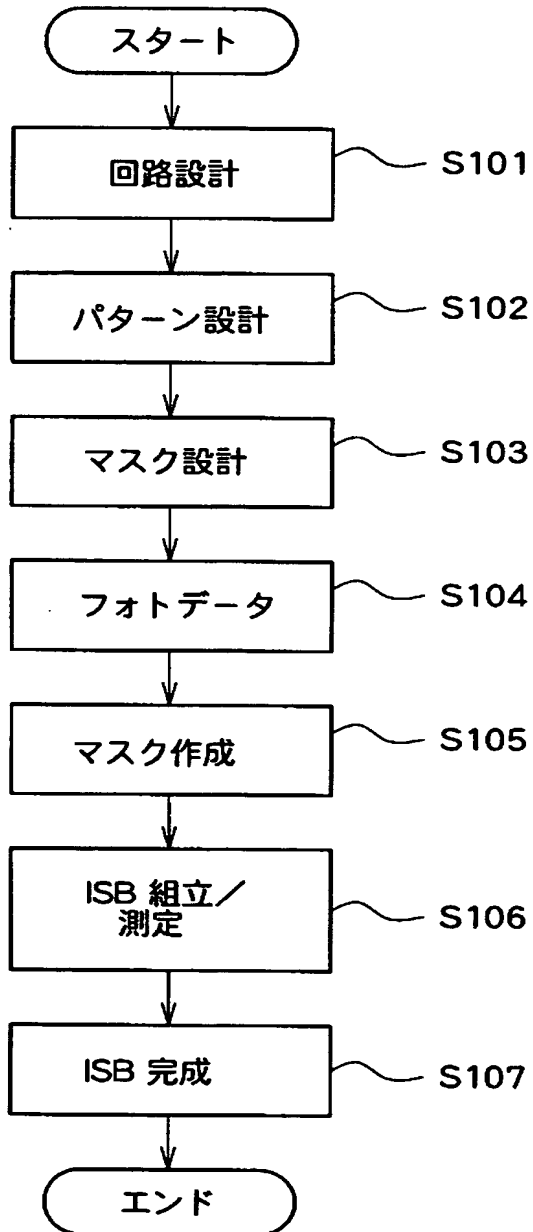 スタート
回路設計
S101
パターン設計
S102
マスク設計
S103
フォトデータ
S104
マスク作成
S105
ISB 組立／
測定
S106
ISB 完成
S107
エンド